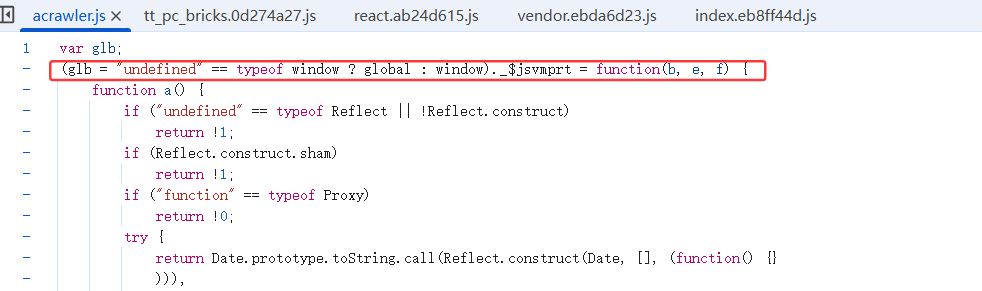 acrawler.js × tt_pc_bricks.0d274a27.js react.ab24d615.js vendor.ebda6d23.js index.eb8ff44d.js
1 var glb;
- (glb = "undefined" == typeof window ? global : window)._$jsvmprt = function(b, e, f) {
- function a() {
- if ("undefined" == typeof Reflect || !Reflect.construct)
- return !1;
- if (Reflect.construct.sham)
- return !1;
- if ("function" == typeof Proxy)
- return !0;
- try {
- return Date.prototype.toString.call(Reflect.construct(Date, [], (function() {}
- ))),